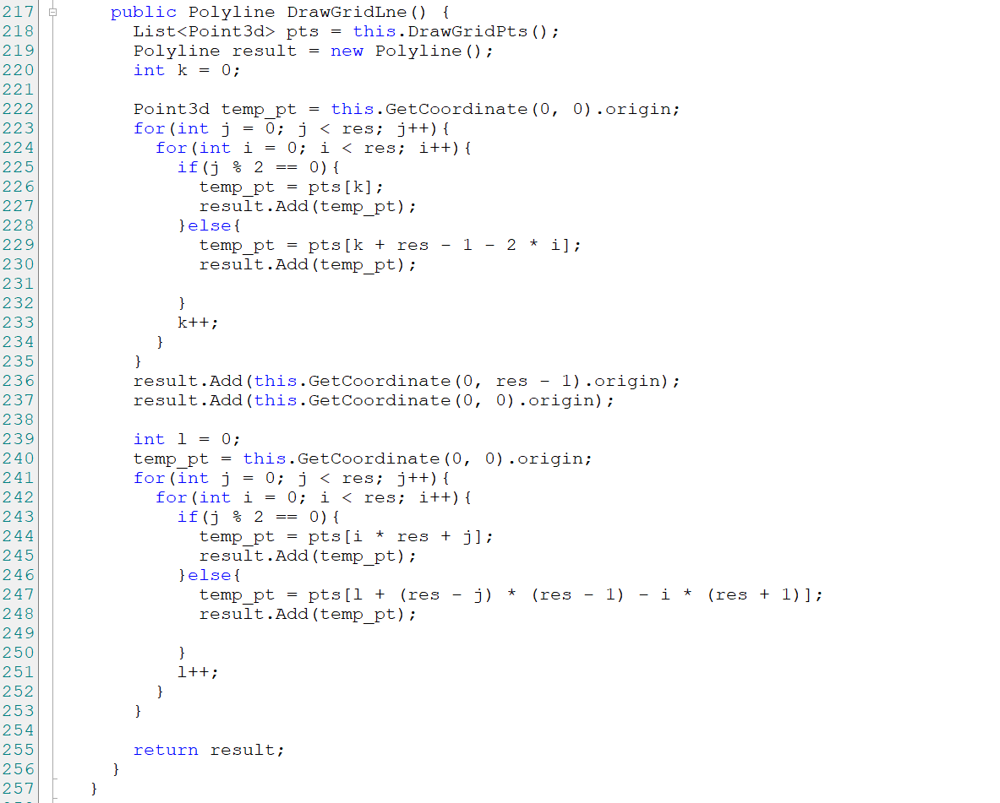 217 public Polyline DrawGridLne() {
218 List<Point3d> pts = this.DrawGridPts();
219 Polyline result = new Polyline();
220 int k = 0;
221
222 Point3d temp_pt = this.GetCoordinate(0, 0).origin;
223 for(int j = 0; j < res; j++){
224 for(int i = 0; i < res; i++){
225 if(j % 2 == 0){
226 temp_pt = pts[k];
227 result.Add(temp_pt);
228 }else{
229 temp_pt = pts[k + res - 1 - 2 * i];
230 result.Add(temp_pt);
231
232 }
233 k++;
234 }
235 }
236 result.Add(this.GetCoordinate(0, res - 1).origin);
237 result.Add(this.GetCoordinate(0, 0).origin);
238
239 int l = 0;
240 temp_pt = this.GetCoordinate(0, 0).origin;
241 for(int j = 0; j < res; j++){
242 for(int i = 0; i < res; i++){
243 if(j % 2 == 0){
244 temp_pt = pts[i * res + j];
245 result.Add(temp_pt);
246 }else{
247 temp_pt = pts[l + (res - j) * (res - 1) - i * (res + 1)];
248 result.Add(temp_pt);
249
250 }
251 l++;
252 }
253 }
254
255 return result;
256 }
257 }